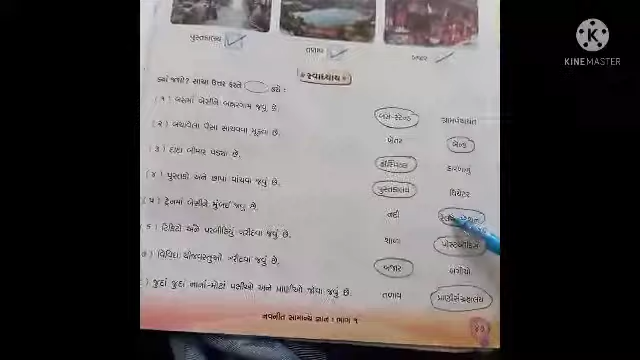 KINEMASTER
પુસ્તકાલય
તળાવ
બજાર
સ્વાધ્યાય
ક્યાં જશો? સાચા ઉત્તર ફરતે કરો :
(૧) બસમાં બેસીને બહારગામ જવું છે. બસ-સ્ટેન્ડ ગ્રામપંચાયત
(૨) બચાવેલા પૈસા સાચવવા મૂકવા છે. ખેતર બૅન્ક
(૩) દાદા બીમાર પડ્યા છે. હૉસ્પિટલ કારખાનું
(૪) પુસ્તકો અને છાપાં વાંચવા જવું છે. પુસ્તકાલય થિયેટર
(૫) ટ્રેનમાં બેસીને મુંબઈ જવું છે. નદી
(૬) ટિકિટો અને પરબીડિયું ખરીદવા જવું છે. શાળા પોસ્ટઑફિસ
(૭) વિવિધ ચીજવસ્તુઓ ખરીદવા જવું છે. બજાર બગીચો
જુદાં જુદાં નાનાં-મોટાં પક્ષીઓ અને પ્રાણીઓ જોવા જવું છે. તળાવ પ્રાણીસંગ્રહાલય
નવનીત સામાન્ય જ્ઞાન : ભાગ ૧